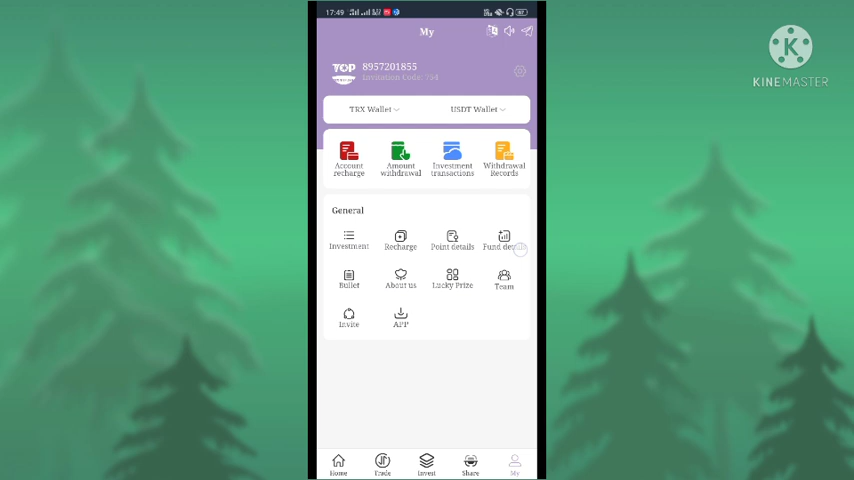 17:49
My
TOP
8957201855
Invitation Code:
TRX Wallet
USDT Wallet
Account recharge
Amount withdrawal
Investment transactions
Withdrawal Records
General
Investment
Recharge
Point details
Fund details
Bullet
About us
Lucky Prize
Team
Invite
APP
Home
Trade
Invest
Share
My
K
KINEMASTER